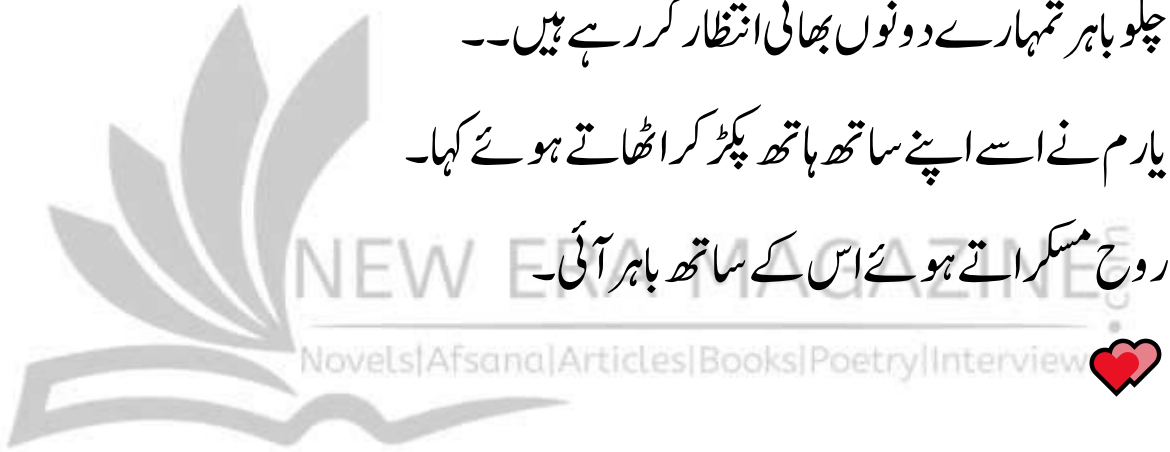 چلو باہر تمہارے دونوں بھائی انتظار کر رہے ہیں۔۔
یارم نے اسے اپنے ساتھ ہاتھ پکڑ کر اٹھاتے ہوئے کہا۔
روح مسکراتے ہوئے اس کے ساتھ باہر آئی۔
NEW ERA MAGAZINE
Novels|Afsana|Articles|Books|Poetry|Interview